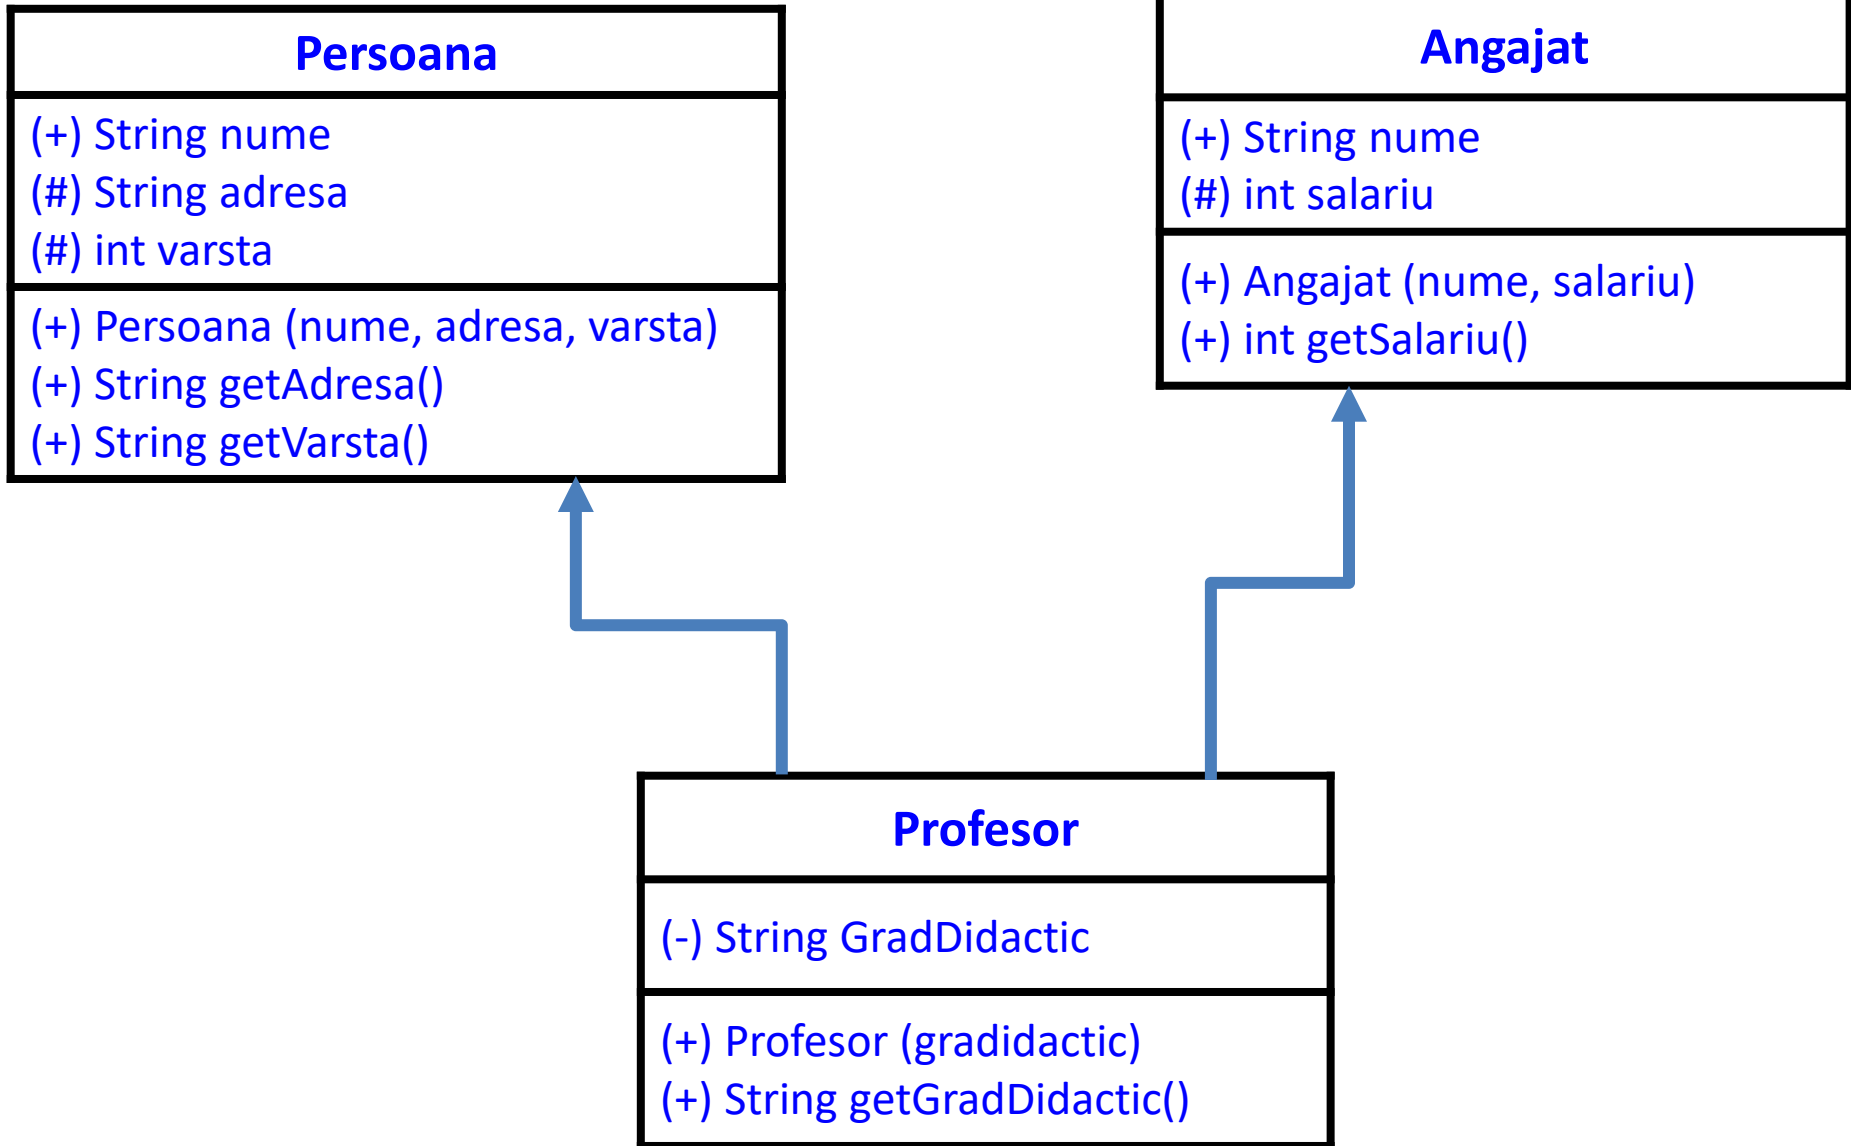 Persoana
(+) String nume
(#) String adresa
(#) int varsta
(+) Persoana (nume, adresa, varsta)
(+) String getAdresa()
(+) String getVarsta()
Angajat
(+) String nume
(#) int salariu
(+) Angajat (nume, salariu)
(+) int getSalariu()
Profesor
(-) String GradDidactic
(+) Profesor (gradidactic)
(+) String getGradDidactic()